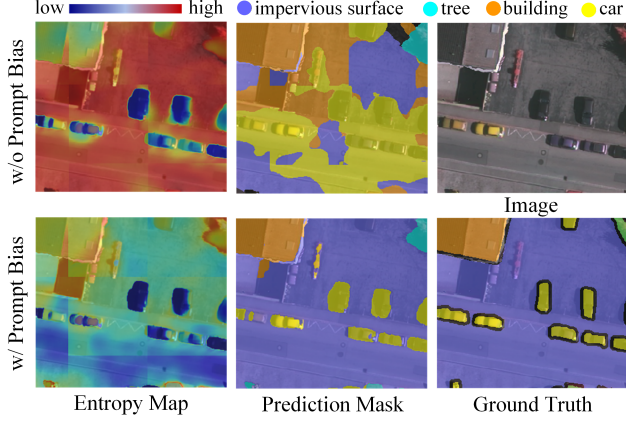 low high impervious surface tree building car
w/o Prompt Bias
Image
w/ Prompt Bias
Entropy Map Prediction Mask Ground Truth